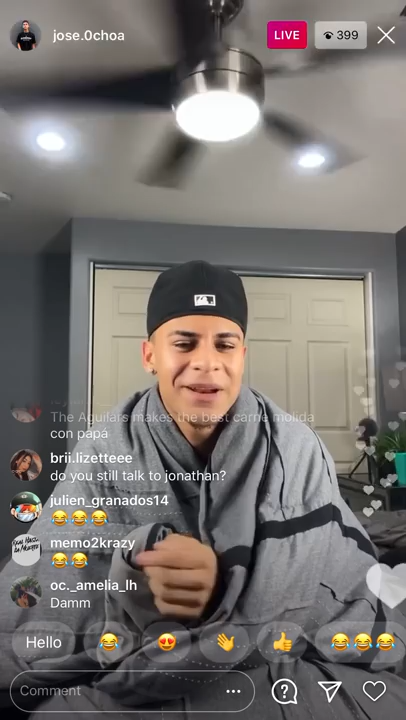 jose.0choa
LIVE
399
The Aguilars makes the best carne molida
con papá
brii.lizetteee
do you still talk to jonathan?
julien_granados14
😂😂😂
memo2krazy
😂😂
oc._amelia_lh
Damm
Hello 😂 😍 👋 👍 😂😂😂
Comment